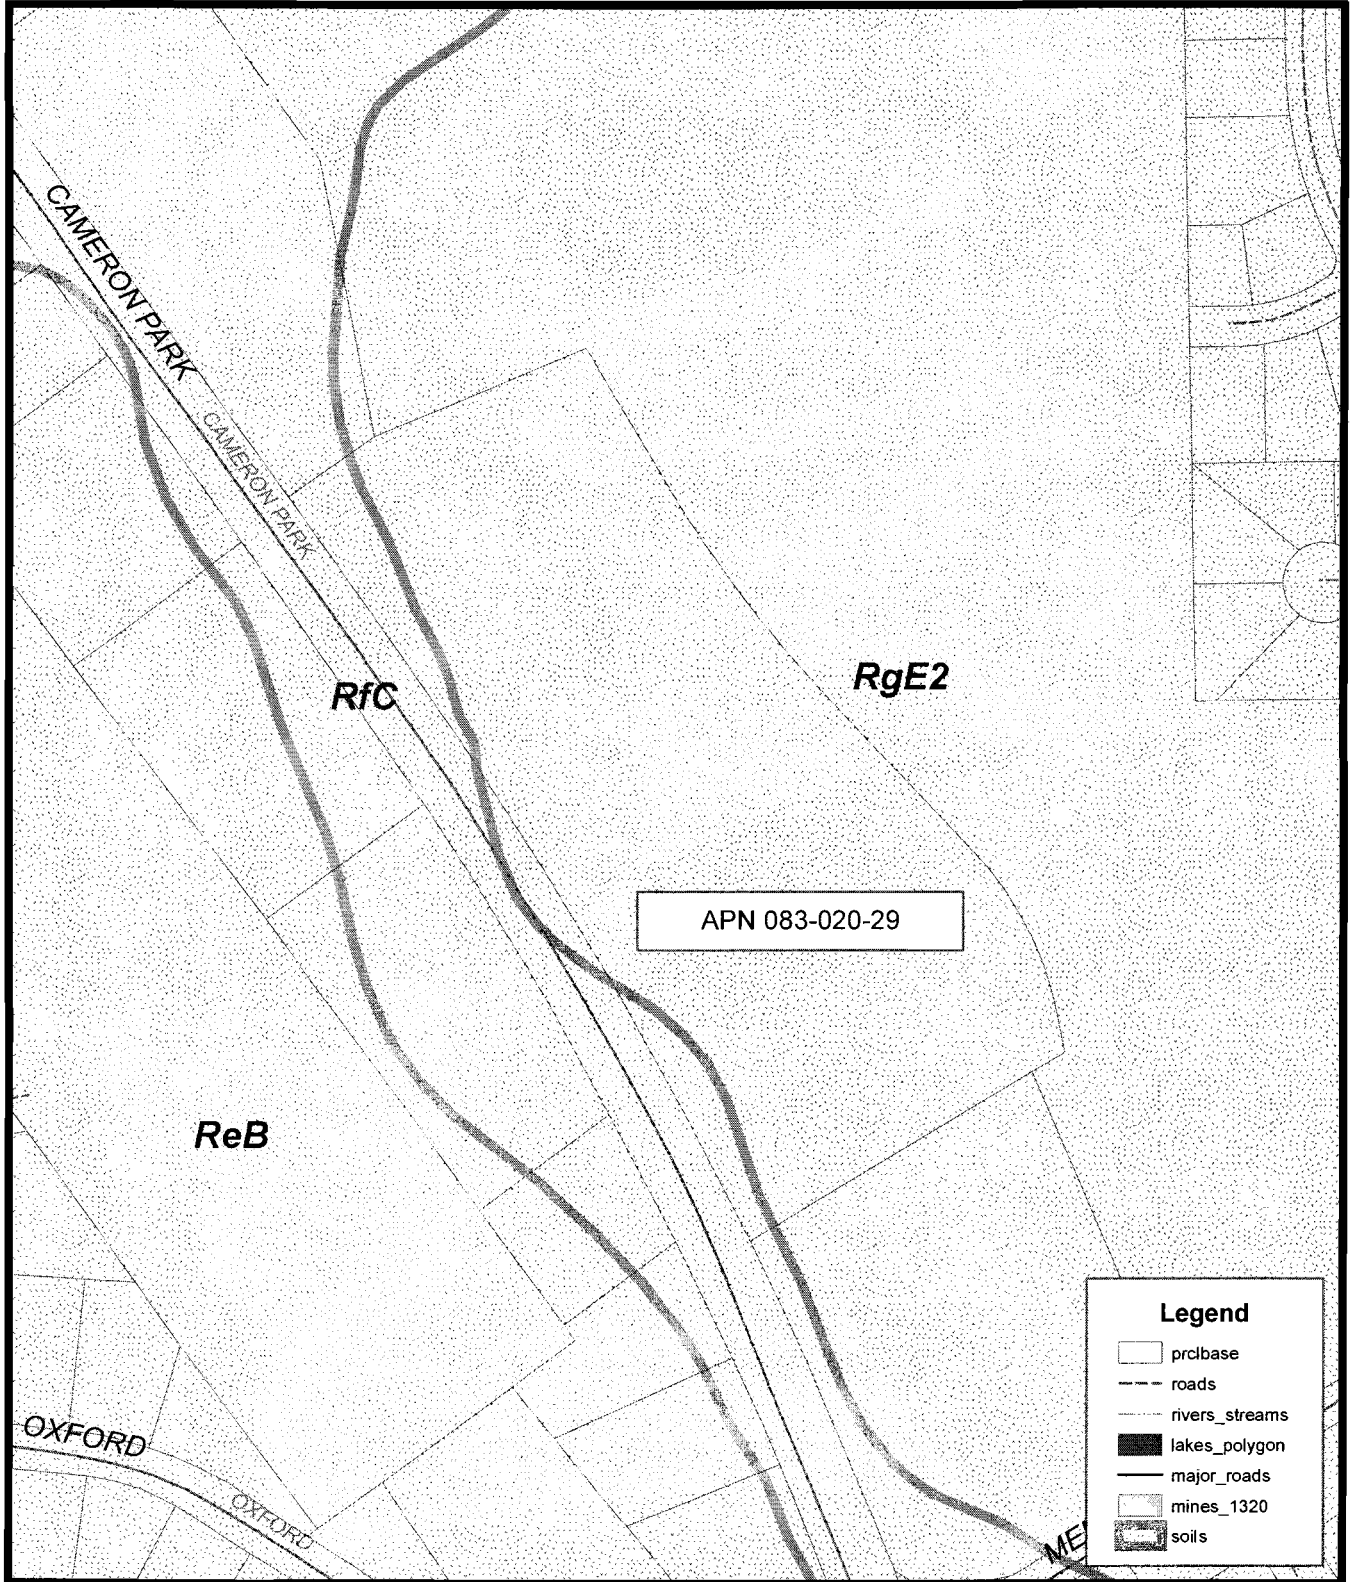 CAMERON PARK
CAMERON PARK
RfC
RgE2
APN 083-020-29
ReB
OXFORD
OXFORD
Legend
prclbase
roads
rivers_streams
lakes_polygon
major_roads
mines_1320
soils